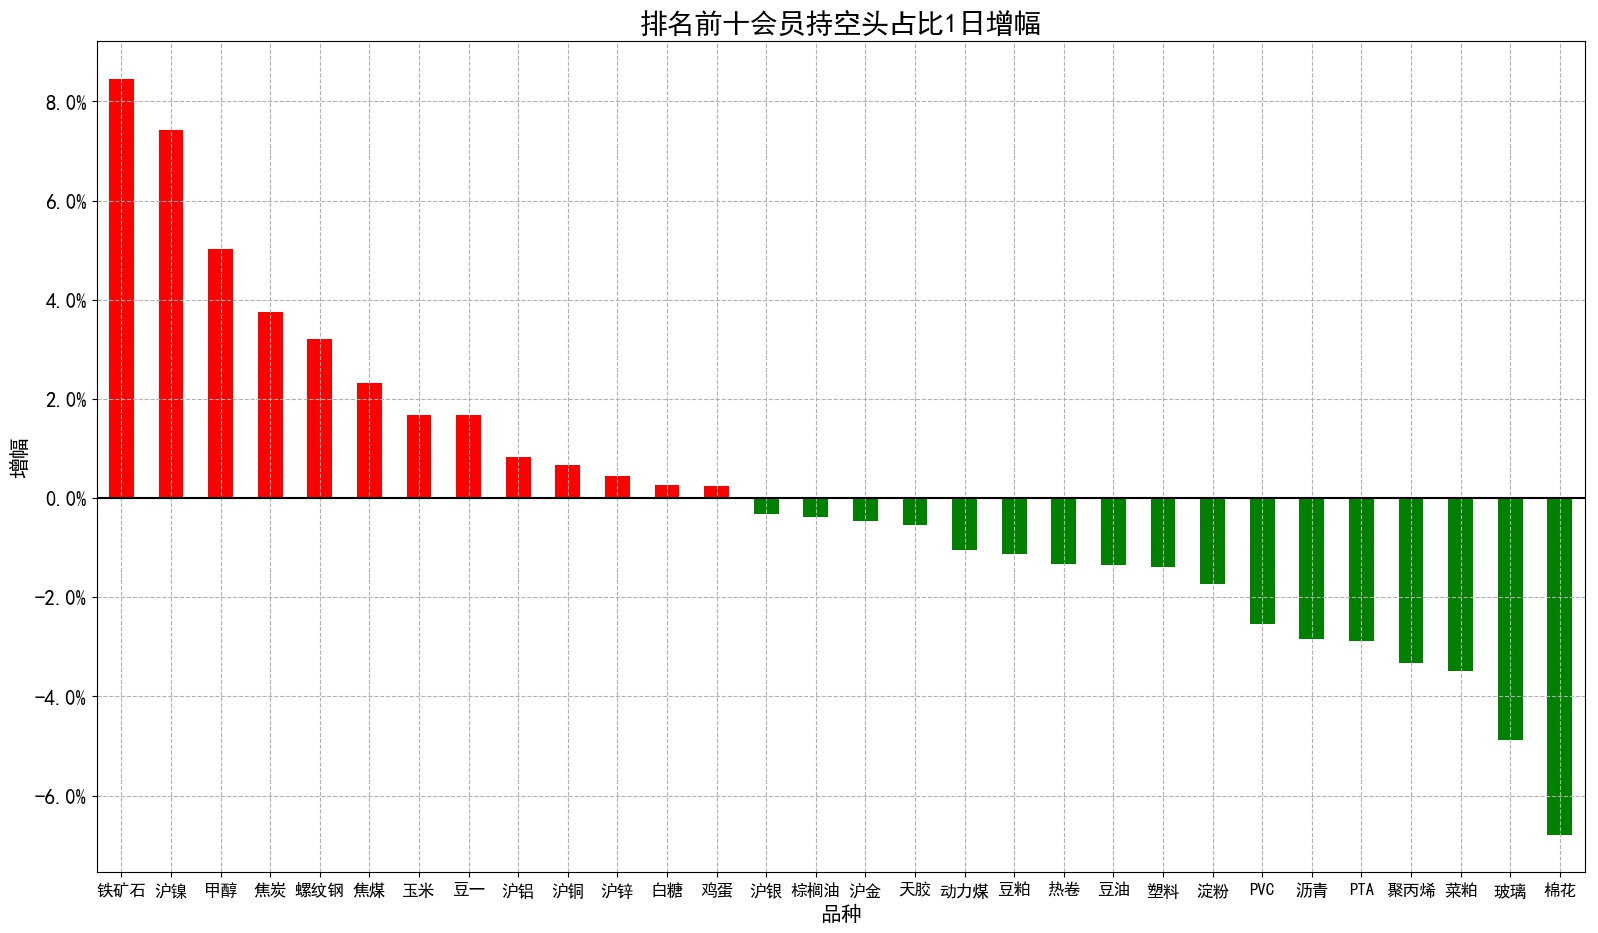 排名前十会员持空头占比1日增幅
8.0%
6.0%
4.0%
2.0%
0.0%
-2.0%
-4.0%
-6.0%
增幅
铁矿石 沪镍 甲醇 焦炭 螺纹钢 焦煤 玉米 豆一 沪铝 沪铜 沪锌 白糖 鸡蛋 沪银 棕榈油 沪金 天胶 动力煤 豆粕 热卷 豆油 塑料 淀粉 PVC 沥青 PTA 聚丙烯 菜粕 玻璃 棉花
品种